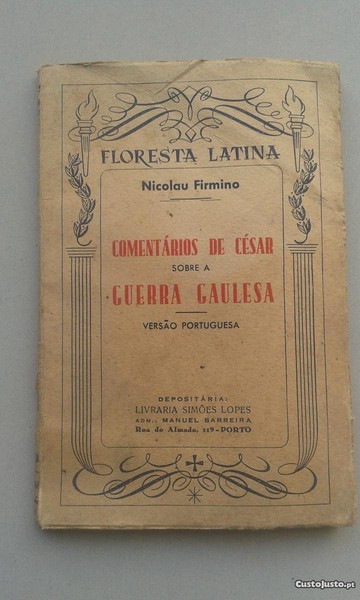 FLORESTA LATINA
Nicolau Firmino
COMENTÁRIOS DE CÉSAR
SOBRE A
GUERRA GAULESA
VERSÃO PORTUGUESA
DEPOSITÁRIA:
LIVRARIA SIMÕES LOPES
ADM., MANUEL BARREIRA
Rua do Almada, 119-PORTO
CustoJusto.pt